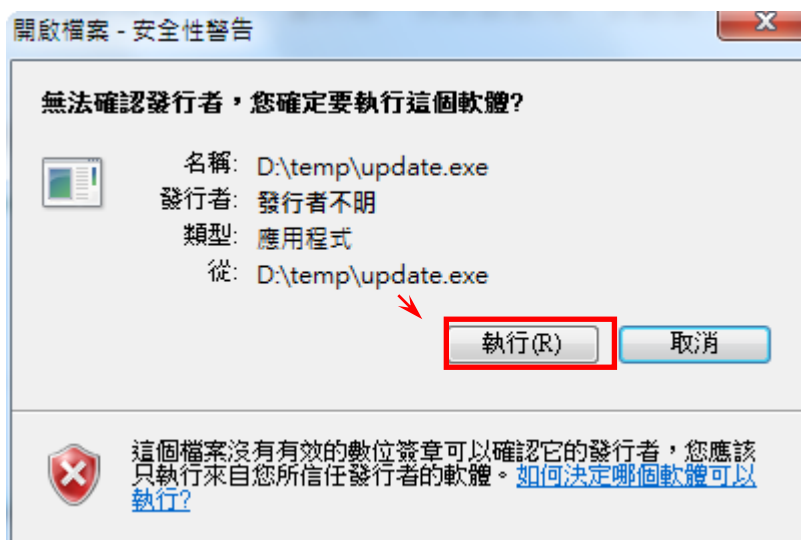 開啟檔案 - 安全性警告
無法確認發行者，您確定要執行這個軟體?
名稱: D:\temp\update.exe
發行者: 發行者不明
類型: 應用程式
從: D:\temp\update.exe
執行(R) 取消
這個檔案沒有有效的數位簽章可以確認它的發行者，您應該
只執行來自您所信任發行者的軟體。如何決定哪個軟體可以
執行?